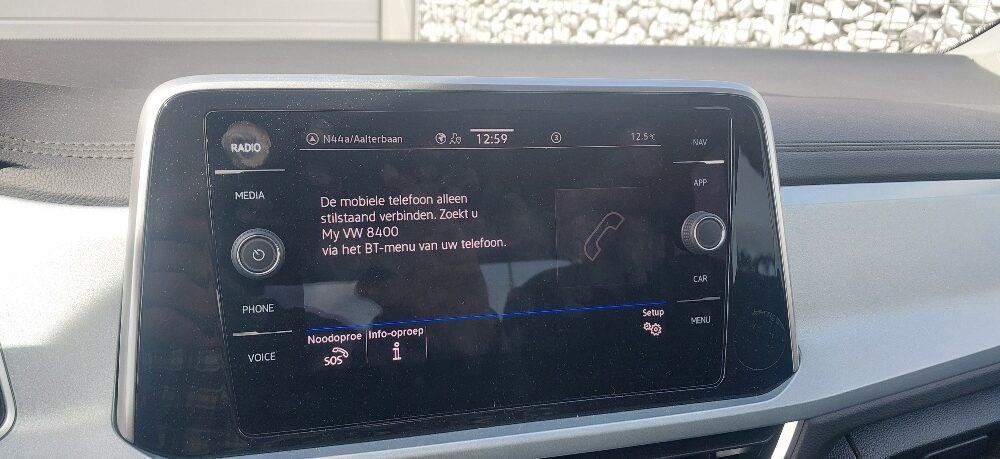 RADIO
MEDIA
PHONE
VOICE
N44a/Aalterbaan
12:59
3
12.5°C
De mobiele telefoon alleen
stilstaand verbinden. Zoekt u
My VW 8400
via het BT-menu van uw telefoon.
Noodoproe
SOS
Info-oproep
i
Setup
NAV
APP
CAR
MENU